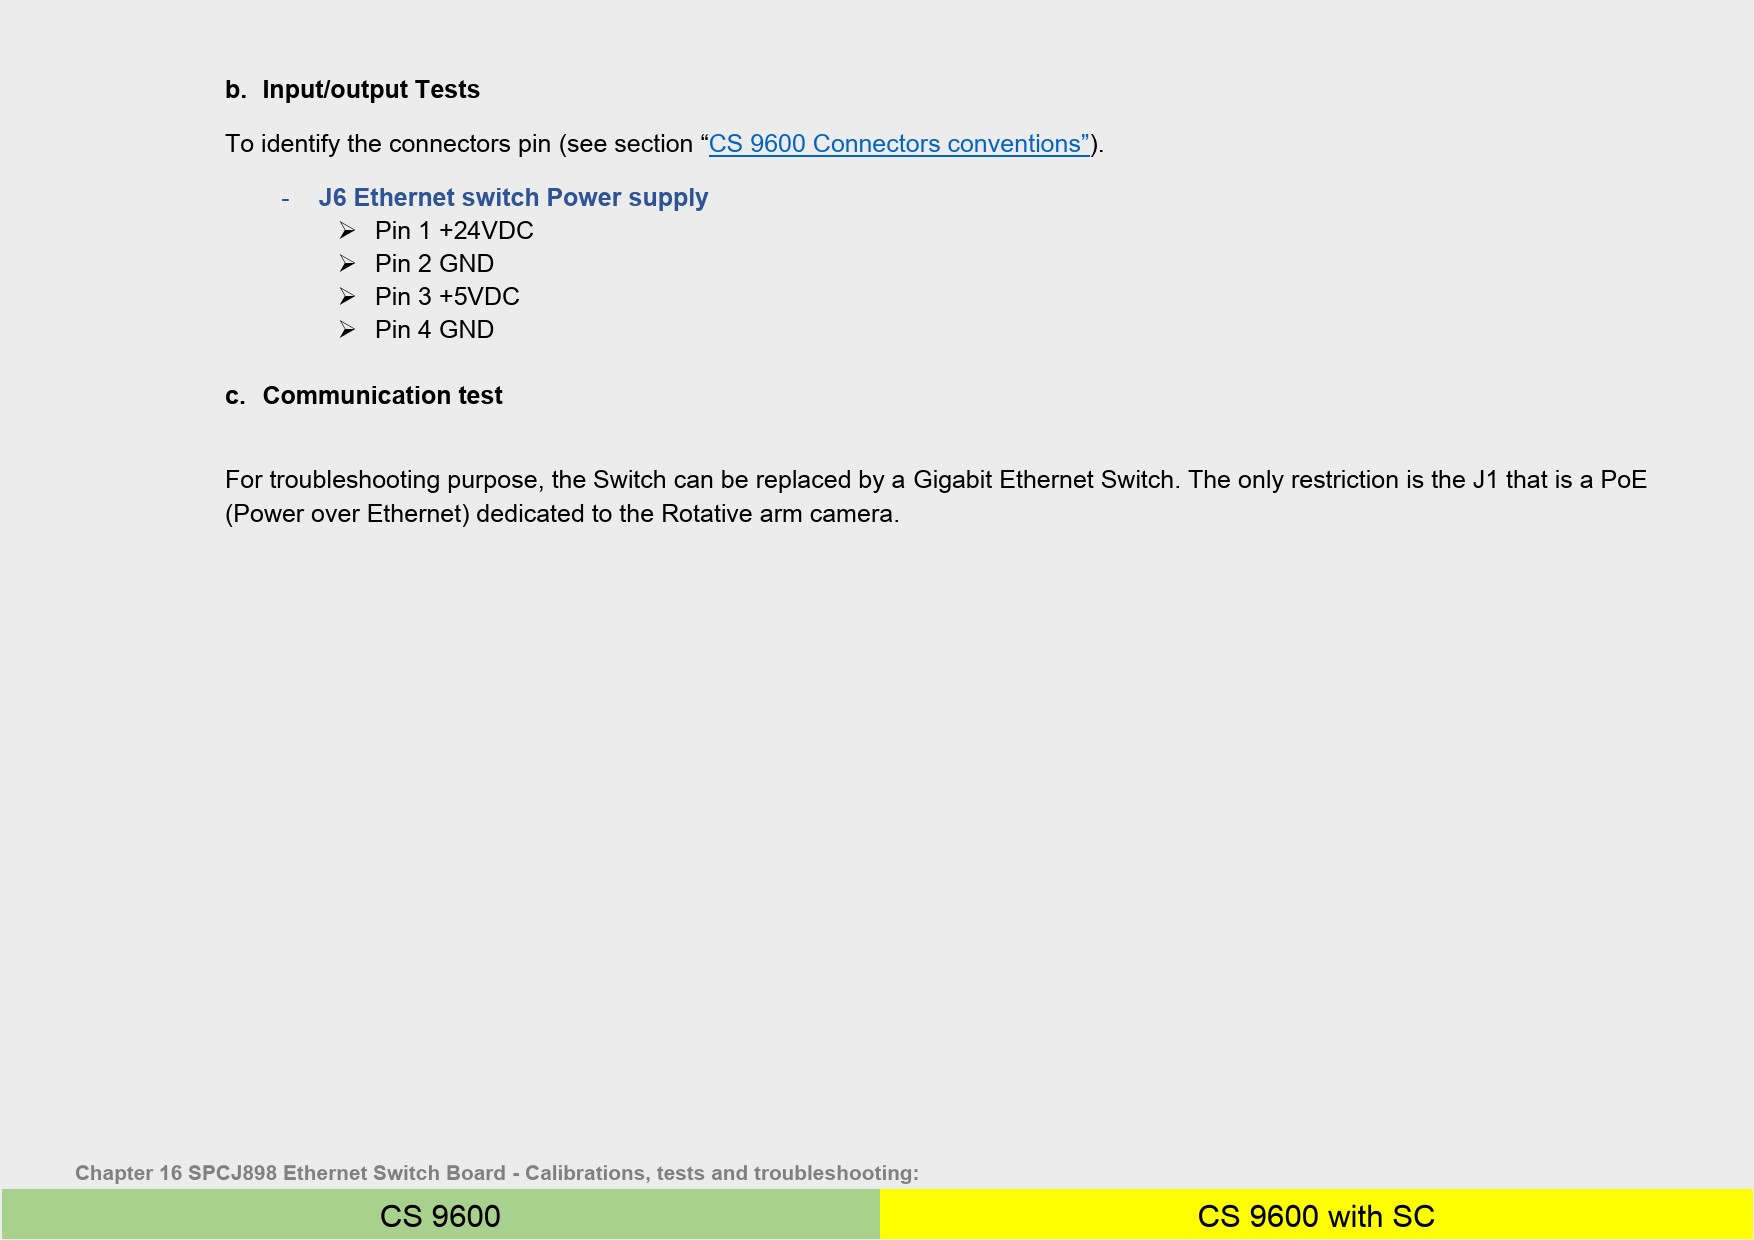 b. Input/output Tests
To identify the connectors pin (see section “CS 9600 Connectors conventions”).
- J6 Ethernet switch Power supply
➢ Pin 1 +24VDC
➢ Pin 2 GND
➢ Pin 3 +5VDC
➢ Pin 4 GND
c. Communication test
For troubleshooting purpose, the Switch can be replaced by a Gigabit Ethernet Switch. The only restriction is the J1 that is a PoE
(Power over Ethernet) dedicated to the Rotative arm camera.
Chapter 16 SPCJ898 Ethernet Switch Board - Calibrations, tests and troubleshooting:
CS 9600
CS 9600 with SC